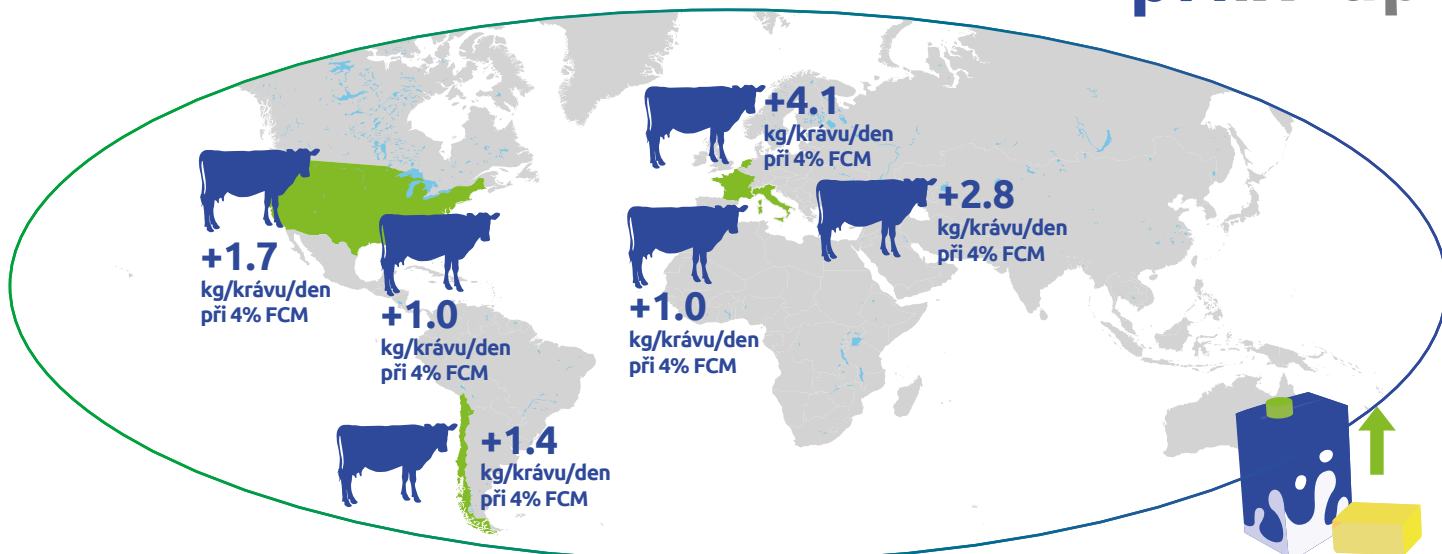 +4.1
kg/krávu/den
při 4% FCM
+2.8
kg/krávu/den
při 4% FCM
+1.7
kg/krávu/den
při 4% FCM
+1.0
kg/krávu/den
při 4% FCM
+1.0
kg/krávu/den
při 4% FCM
+1.4
kg/krávu/den
při 4% FCM